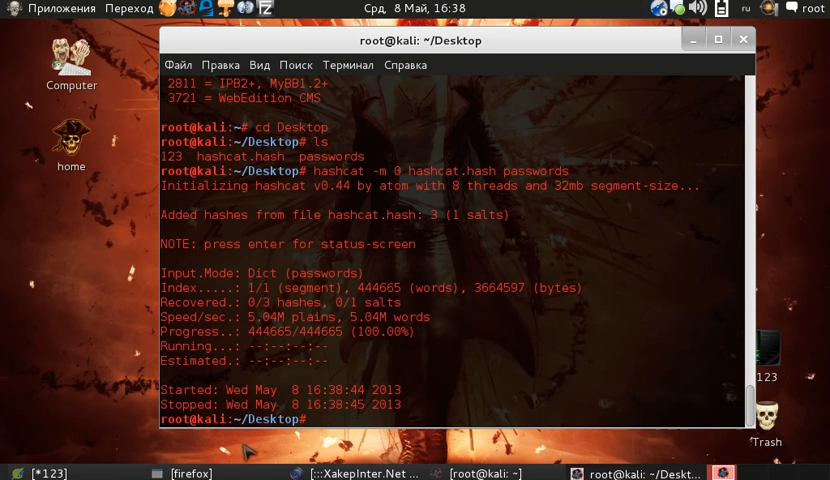 Приложения Переход Срд, 8 Май, 16:38 ru root
root@kali: ~/Desktop
Файл Правка Вид Поиск Терминал Справка
2811 = IPB2+, MyBB1.2+
3721 = WebEdition CMS
root@kali:~# cd Desktop
root@kali:~/Desktop# ls
123 hashcat.hash passwords
root@kali:~/Desktop# hashcat -m 0 hashcat.hash passwords
Initializing hashcat v0.44 by atom with 8 threads and 32mb segment-size...
Added hashes from file hashcat.hash: 3 (1 salts)
NOTE: press enter for status-screen
Input.Mode: Dict (passwords)
Index.....: 1/1 (segment), 444665 (words), 3664597 (bytes)
Recovered.: 0/3 hashes, 0/1 salts
Speed/sec.: 5.04M plains, 5.04M words
Progress..: 444665/444665 (100.00%)
Running...: --:--:--:--
Estimated.: --:--:--:--
Started: Wed May  8 16:38:44 2013
Stopped: Wed May  8 16:38:45 2013
root@kali:~/Desktop#
Computer
home
123
Trash
[*123] [firefox] [:::XakepInter.Net ... [root@kali: ~] root@kali: ~/Deskt...